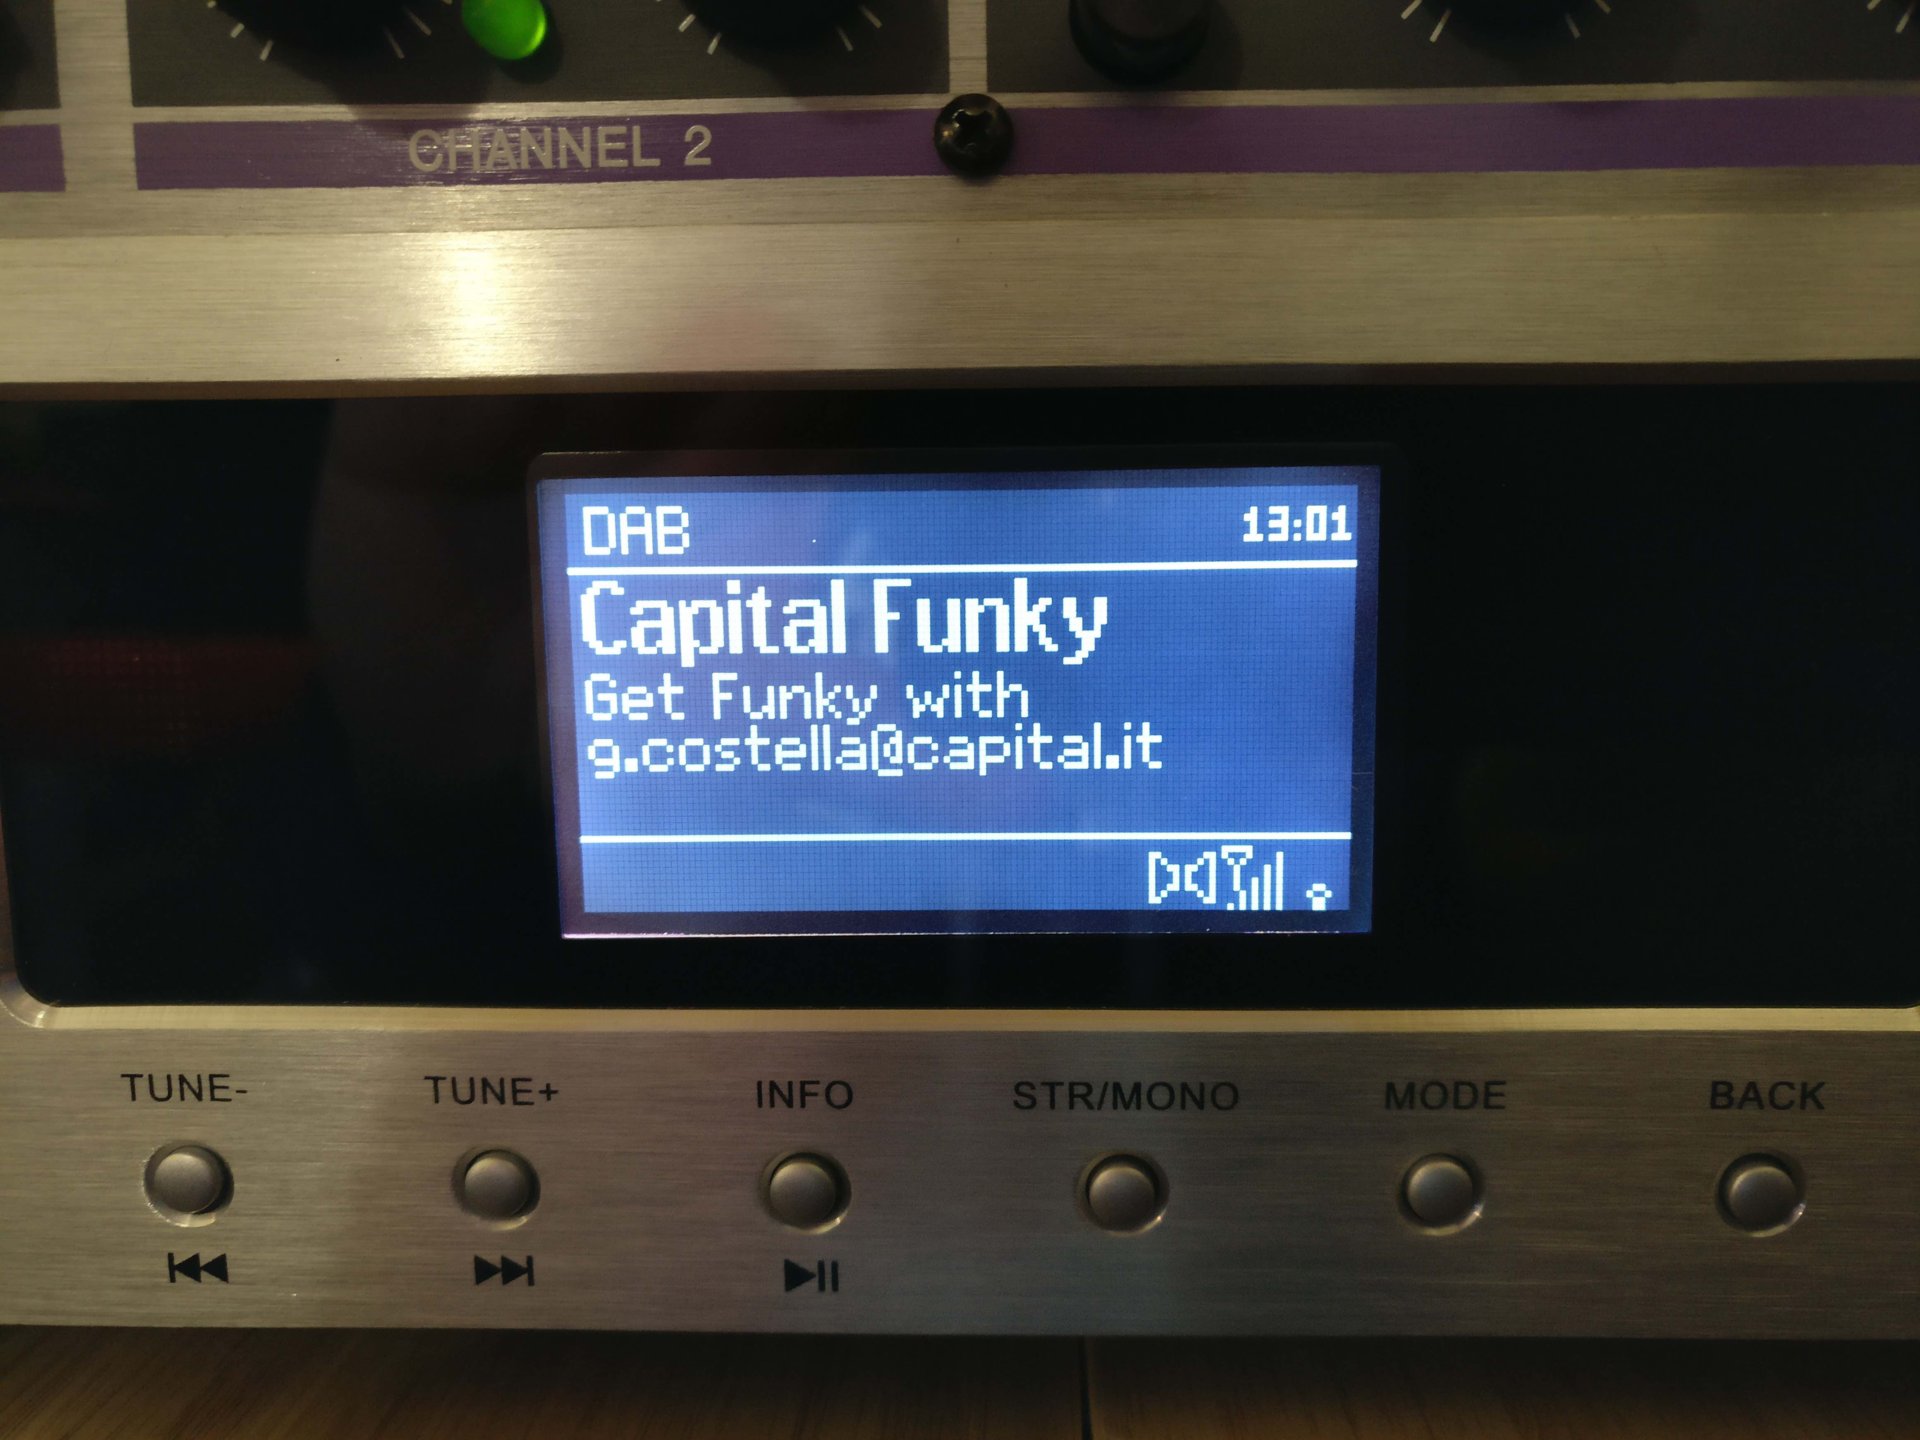 CHANNEL 2
DAB 13:01
Capital Funky
Get Funky with
g.costella@capital.it
TUNE- TUNE+ INFO STR/MONO MODE BACK